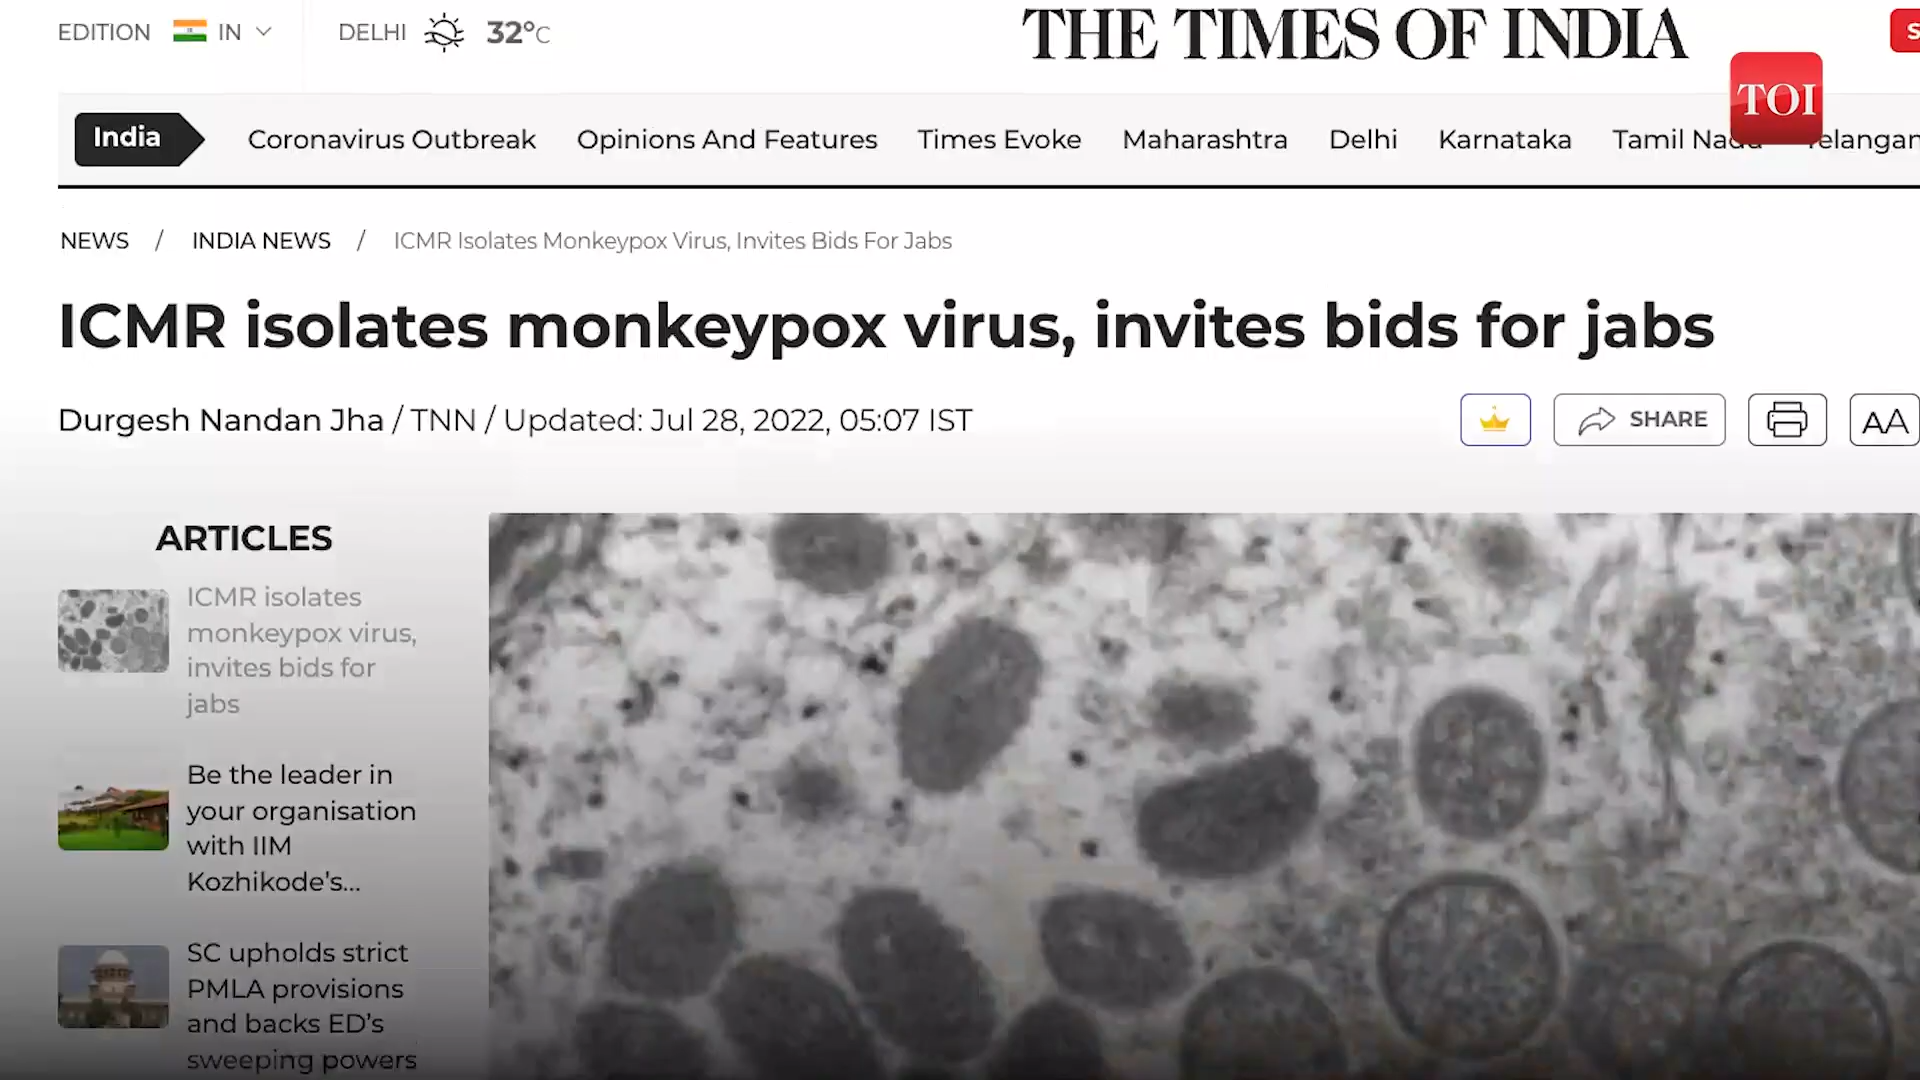 EDITION IN DELHI 32°C
THE TIMES OF INDIA
TOI
India Coronavirus Outbreak Opinions And Features Times Evoke Maharashtra Delhi Karnataka Tamil
NEWS / INDIA NEWS / ICMR Isolates Monkeypox Virus, Invites Bids For Jabs
ICMR isolates monkeypox virus, invites bids for jabs
Durgesh Nandan Jha / TNN / Updated: Jul 28, 2022, 05:07 IST
SHARE
AA
ARTICLES
ICMR isolates
monkeypox virus,
invites bids for
jabs
Be the leader in
your organisation
with IIM
Kozhikode's...
SC upholds strict
PMLA provisions
and backs ED's
sweeping powers